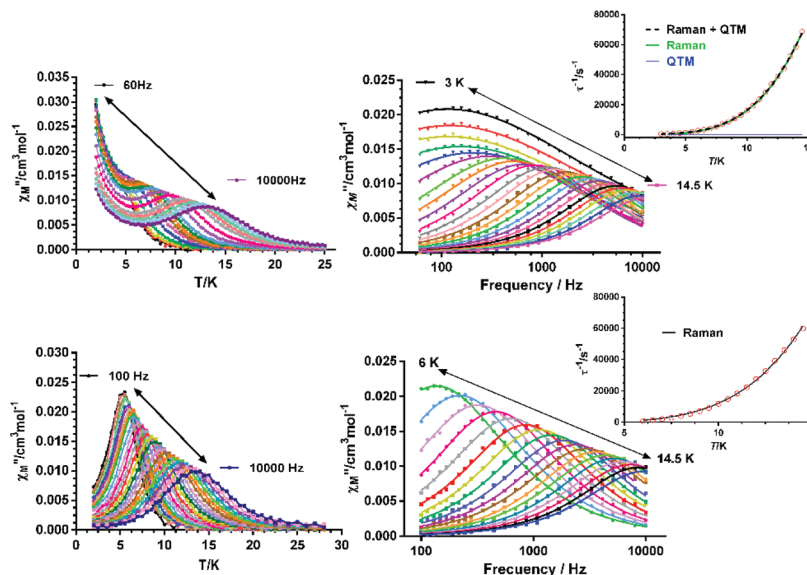 0.035
0.030
0.025
0.020
0.015
0.010
0.005
0.000
χM''/cm3mol-1
60Hz
10000Hz
0 5 10 15 20 25
T/K
0.025
0.020
0.015
0.010
0.005
0.000
χM''/cm3mol-1
3 K
14.5 K
100 1000 10000
Frequency / Hz
80000
60000
40000
20000
0
τ-1/s-1
Raman + QTM
Raman
QTM
0 5 10
T/K
0.030
0.025
0.020
0.015
0.010
0.005
0.000
χM''/cm3mol-1
100 Hz
10000 Hz
0 5 10 15 20 25 30
T/K
0.025
0.020
0.015
0.010
0.005
0.000
χM''/cm3mol-1
6 K
14.5 K
100 1000 10000
Frecuency / Hz
80000
60000
40000
20000
0
τ-1/s-1
Raman
5 10
T/K